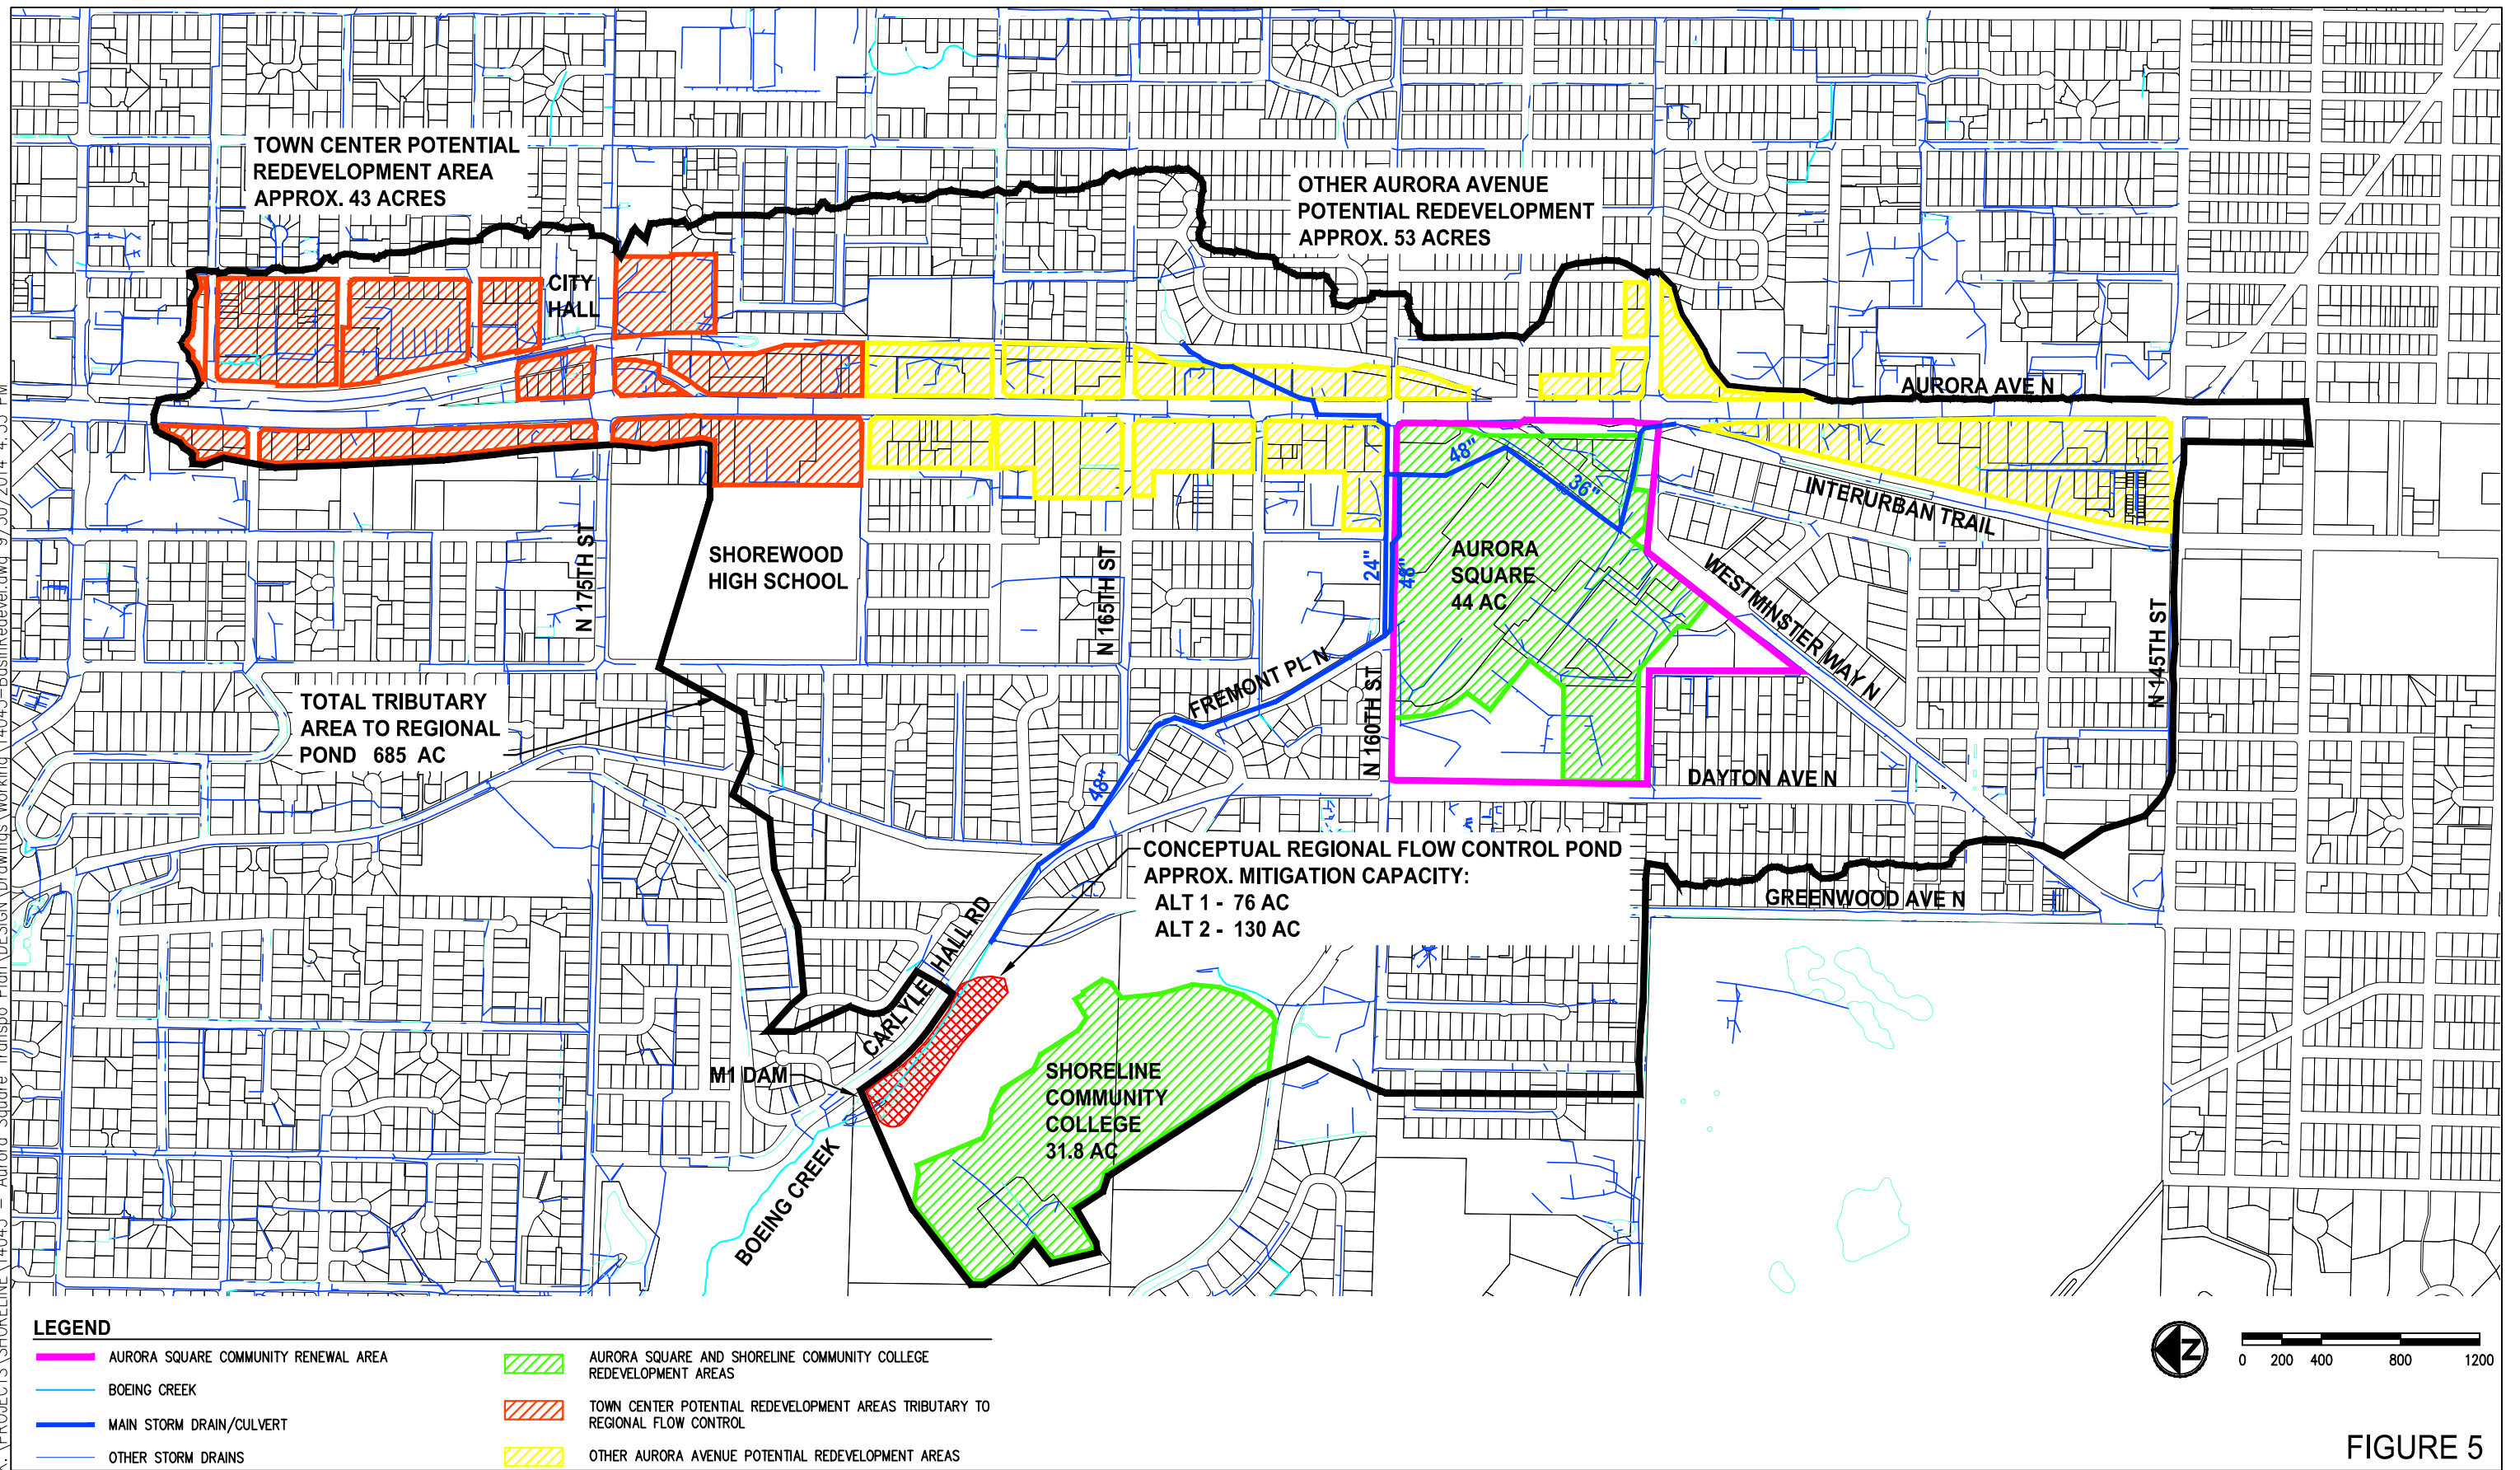 TOWN CENTER POTENTIAL
REDEVELOPMENT AREA
APPROX. 43 ACRES
OTHER AURORA AVENUE
POTENTIAL REDEVELOPMENT
APPROX. 53 ACRES
CITY
HALL
AURORA AVE N
48"
36"
INTERURBAN TRAIL
N 175TH ST
SHOREWOOD
HIGH SCHOOL
N 165TH ST
24"
48"
AURORA
SQUARE
44 AC
WESTMINSTER WAY N
N 145TH ST
TOTAL TRIBUTARY
AREA TO REGIONAL
POND 685 AC
FREMONT PL N
N 160TH ST
48"
DAYTON AVE N
CONCEPTUAL REGIONAL FLOW CONTROL POND
APPROX. MITIGATION CAPACITY:
ALT 1 - 76 AC
ALT 2 - 130 AC
GREENWOOD AVE N
CARLYLE HALL RD
M1 DAM
SHORELINE
COMMUNITY
COLLEGE
31.8 AC
BOEING CREEK
LEGEND
AURORA SQUARE COMMUNITY RENEWAL AREA
BOEING CREEK
MAIN STORM DRAIN/CULVERT
OTHER STORM DRAINS
AURORA SQUARE AND SHORELINE COMMUNITY COLLEGE
REDEVELOPMENT AREAS
TOWN CENTER POTENTIAL REDEVELOPMENT AREAS TRIBUTARY TO
REGIONAL FLOW CONTROL
OTHER AURORA AVENUE POTENTIAL REDEVELOPMENT AREAS
Z
0 200 400 800 1200
FIGURE 5